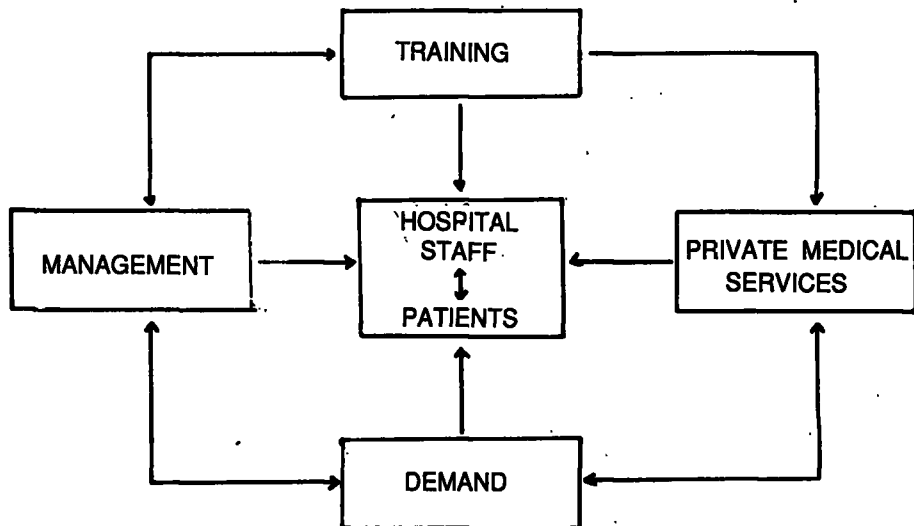 TRAINING
HOSPITAL
STAFF
PATIENTS
MANAGEMENT
PRIVATE MEDICAL
SERVICES
DEMAND